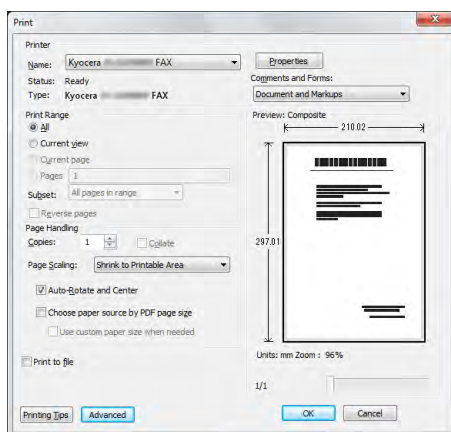 Print
Printer
Name: Kyocera FAX
Properties
Status: Ready
Comments and Forms:
Type: Kyocera FAX
Document and Markups
Print Range
Preview: Composite
All
210.02
Current view
Current page
Pages 1
Subset: All pages in range
Reverse pages
Page Handling
Copies: 1 Collate
297.01
Page Scaling: Shrink to Printable Area
Auto-Rotate and Center
Choose paper source by PDF page size
Use custom paper size when needed
Units: mm Zoom : 96%
Print to file
1/1
Printing Tips Advanced OK Cancel